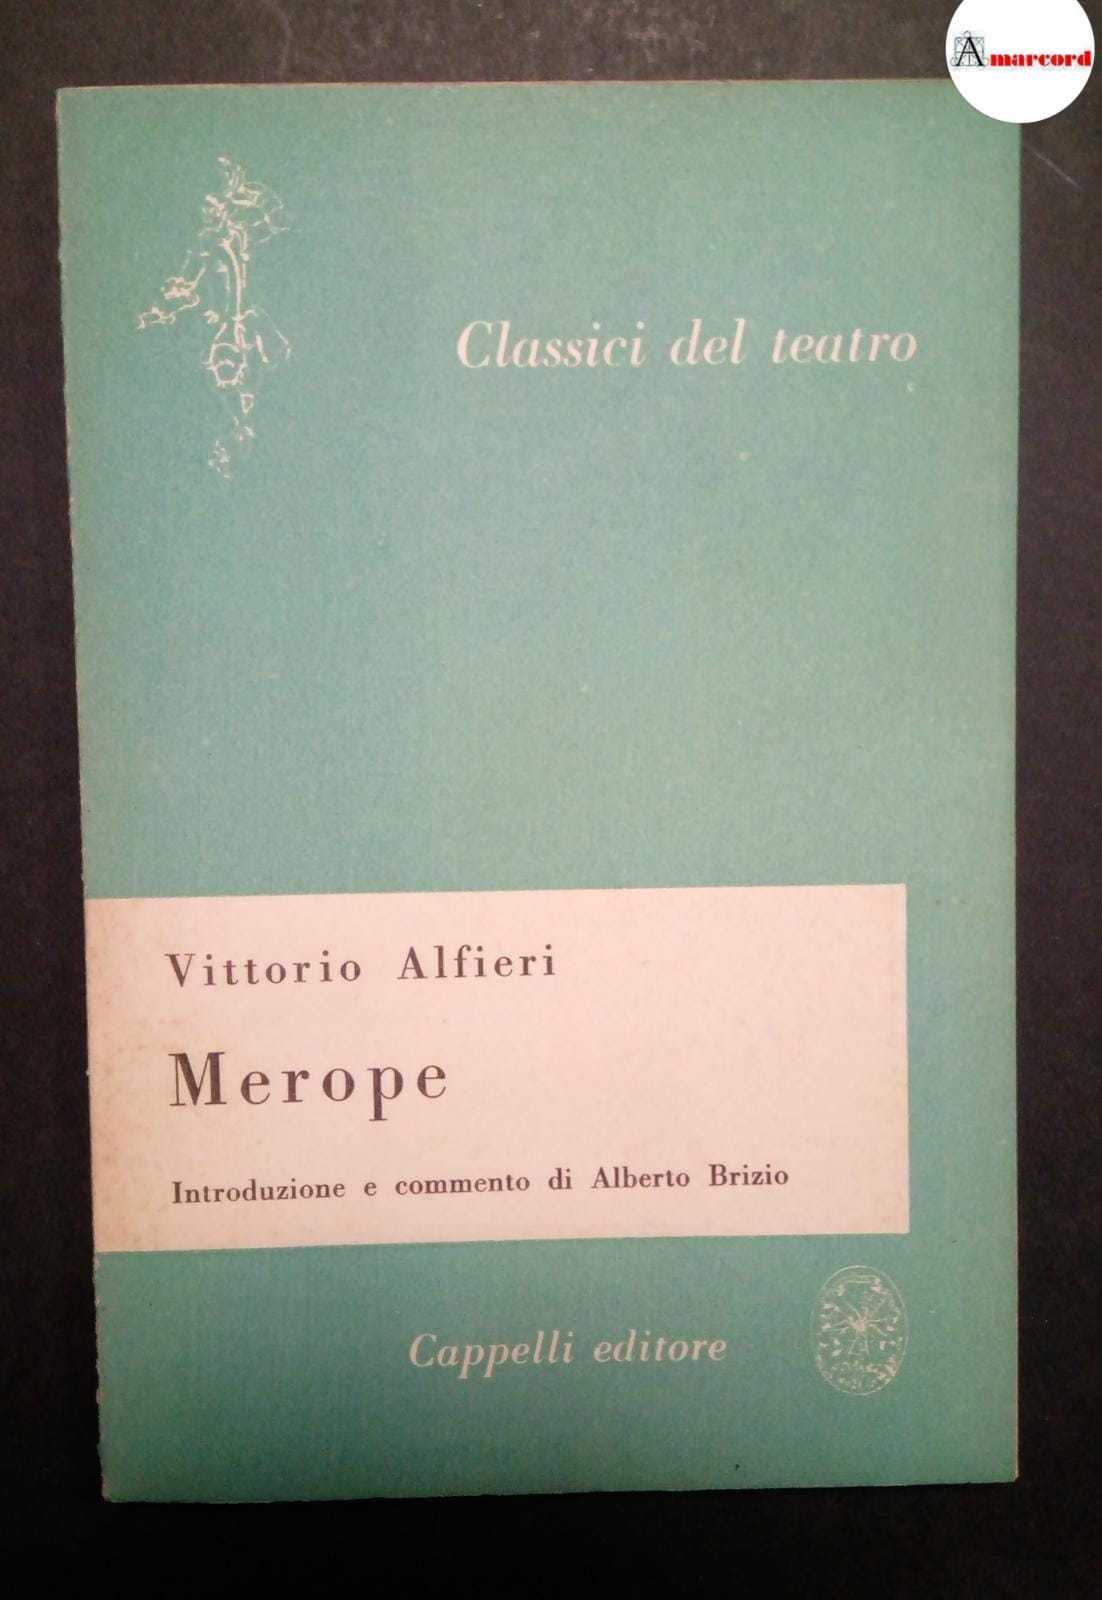 Amarcord
Classici del teatro
Vittorio Alfieri
Merope
Introduzione e commento di Alberto Brizio
Cappelli editore